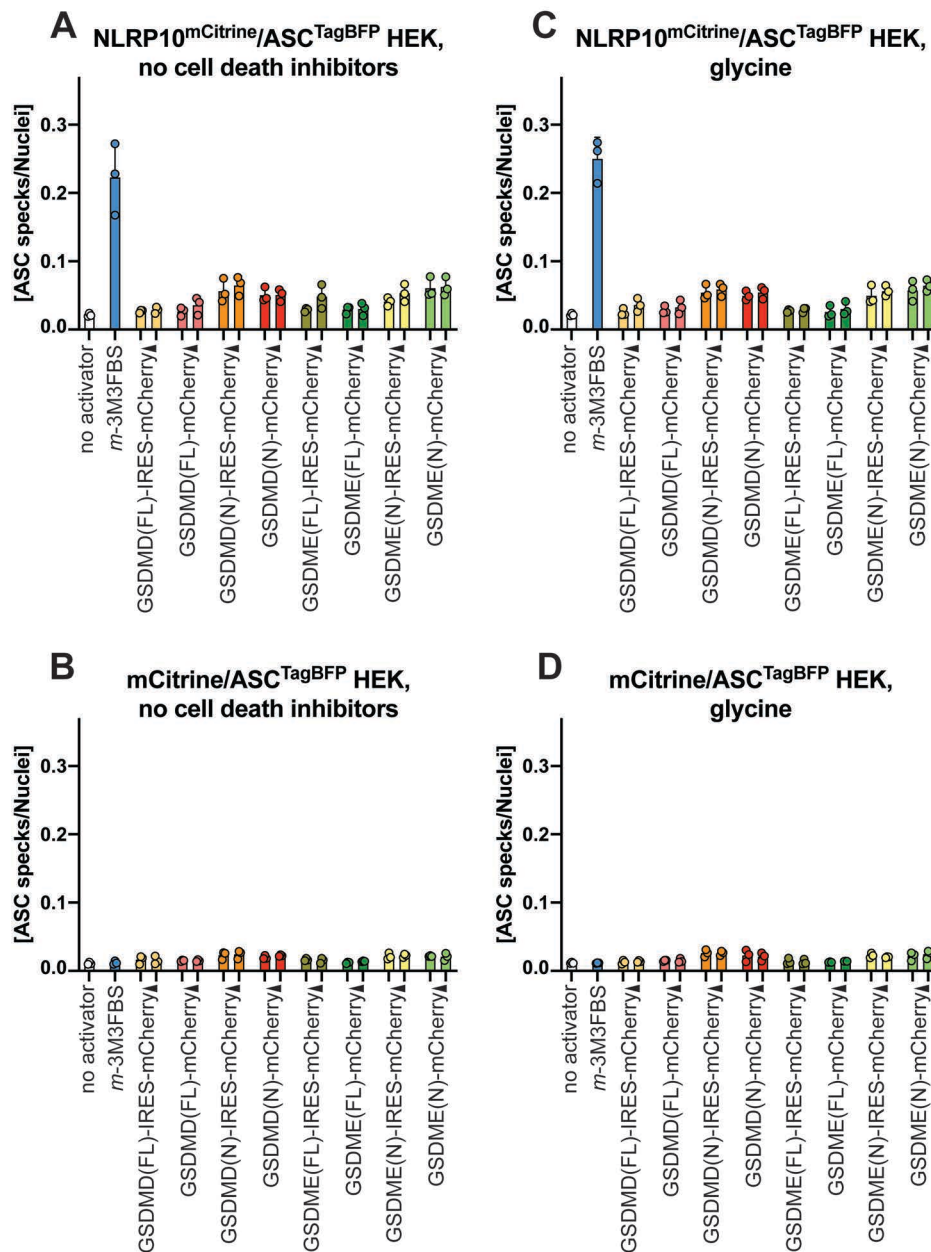 A
NLRP10mCitrine/ASCTagBFP HEK,
no cell death inhibitors
[ASC specks/Nuclei]
0.3
0.2
0.1
0.0
no activator
m-3M3FBS
GSDMD(FL)-IRES-mCherry
GSDMD(FL)-mCherry
GSDMD(N)-IRES-mCherry
GSDMD(N)-mCherry
GSDME(FL)-IRES-mCherry
GSDME(FL)-mCherry
GSDME(N)-IRES-mCherry
GSDME(N)-mCherry
C
NLRP10mCitrine/ASCTagBFP HEK,
glycine
[ASC specks/Nuclei]
0.3
0.2
0.1
0.0
no activator
m-3M3FBS
GSDMD(FL)-IRES-mCherry
GSDMD(FL)-mCherry
GSDMD(N)-IRES-mCherry
GSDMD(N)-mCherry
GSDME(FL)-IRES-mCherry
GSDME(FL)-mCherry
GSDME(N)-IRES-mCherry
GSDME(N)-mCherry
B
mCitrine/ASCTagBFP HEK,
no cell death inhibitors
[ASC specks/Nuclei]
0.3
0.2
0.1
0.0
no activator
m-3M3FBS
GSDMD(FL)-IRES-mCherry
GSDMD(FL)-mCherry
GSDMD(N)-IRES-mCherry
GSDMD(N)-mCherry
GSDME(FL)-IRES-mCherry
GSDME(FL)-mCherry
GSDME(N)-IRES-mCherry
GSDME(N)-mCherry
D
mCitrine/ASCTagBFP HEK,
glycine
[ASC specks/Nuclei]
0.3
0.2
0.1
0.0
no activator
m-3M3FBS
GSDMD(FL)-IRES-mCherry
GSDMD(FL)-mCherry
GSDMD(N)-IRES-mCherry
GSDMD(N)-mCherry
GSDME(FL)-IRES-mCherry
GSDME(FL)-mCherry
GSDME(N)-IRES-mCherry
GSDME(N)-mCherry